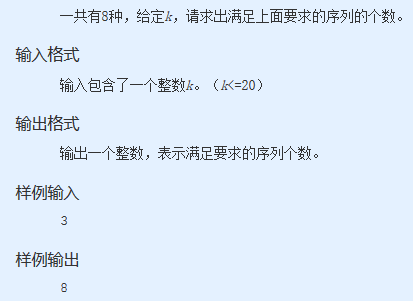 一共有8种，给定k，请求出满足上面要求的序列的个数。
输入格式
输入包含了一个整数k。（k<=20）
输出格式
输出一个整数，表示满足要求的序列个数。
样例输入
3
样例输出
8